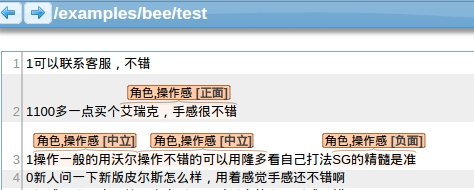 /examples/bee/test
1 1可以联系客服，不错
角色,操作感 [正面]
2 1100多一点买个艾瑞克，手感很不错
角色,操作感 [中立] 角色,操作感 [中立] 角色,操作感 [负面]
3 1操作一般的用沃尔操作不错的可以用隆多看自己打法SG的精髓是准
4 0新人问一下新版皮尔斯怎么样，用着感觉手感还不错啊